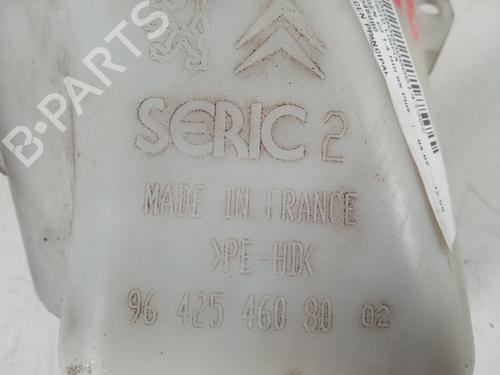 B-PARTS
SERIC 2
MADE IN FRANCE
>PE-HD<
96 425 460 80 02